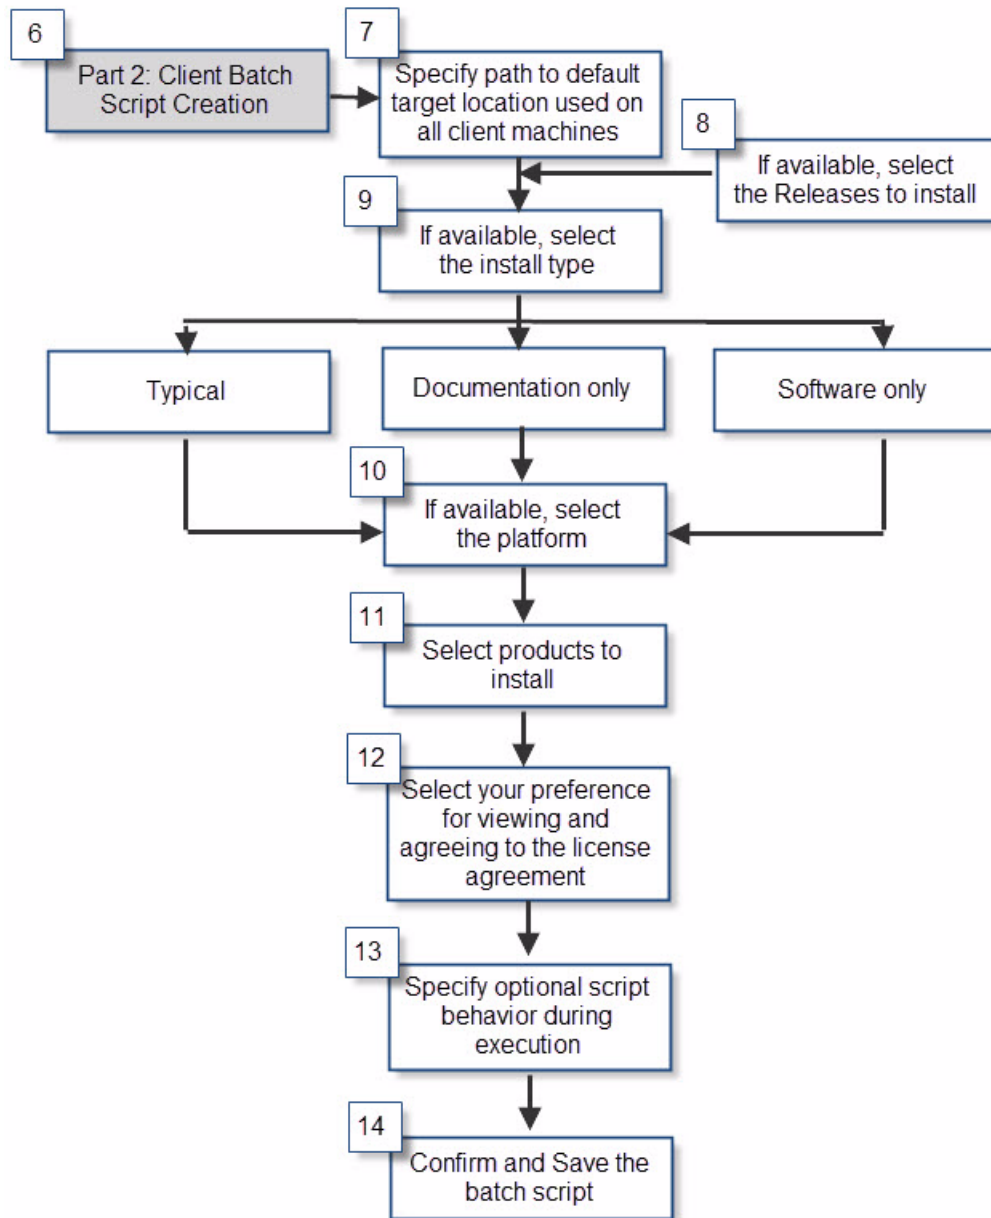 6
Part 2: Client Batch
Script Creation
7
Specify path to default
target location used on
all client machines
8
If available, select
the Releases to install
9
If available, select
the install type
Typical
Documentation only
Software only
10
If available, select
the platform
11
Select products to
install
12
Select your preference
for viewing and
agreeing to the license
agreement
13
Specify optional script
behavior during
execution
14
Confirm and Save the
batch script